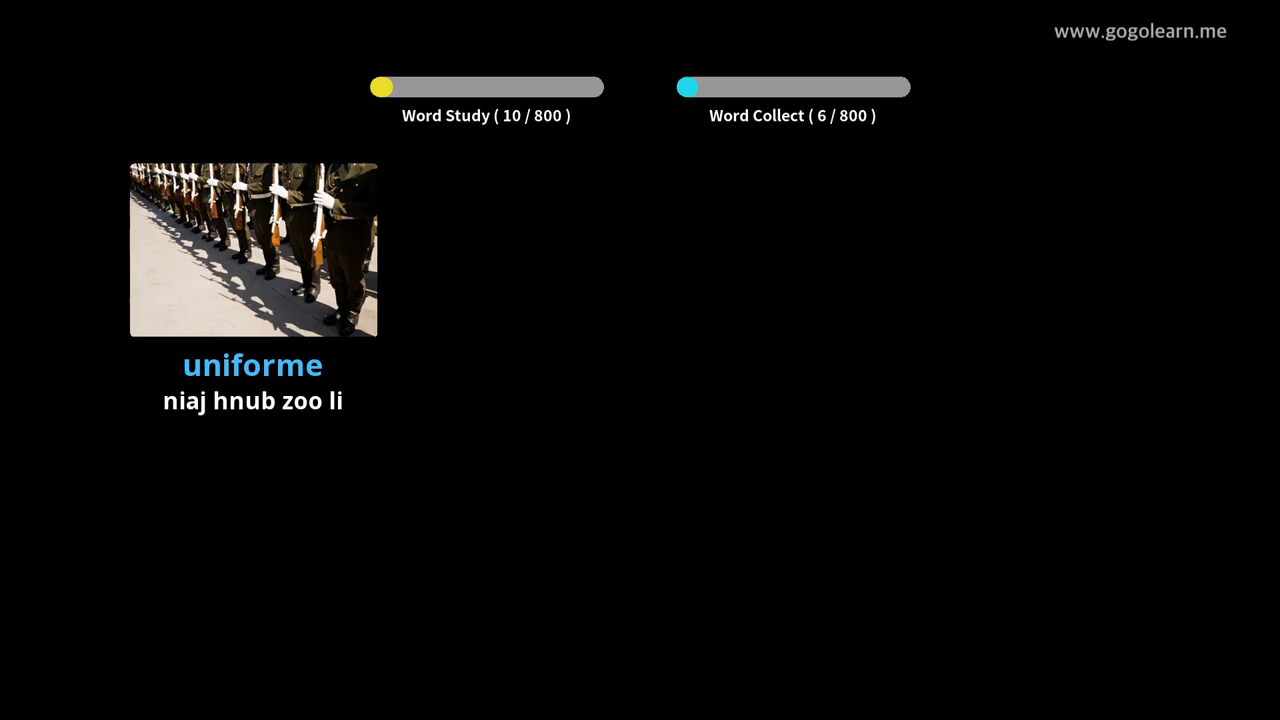 www.gogolearn.me
Word Study ( 10 / 800 )
Word Collect ( 6 / 800 )
uniforme
niaj hnub zoo li